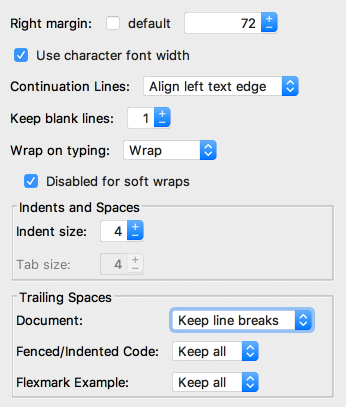 Right margin: default 72
Use character font width
Continuation Lines: Align left text edge
Keep blank lines: 1
Wrap on typing: Wrap
Disabled for soft wraps
Indents and Spaces
Indent size: 4
Tab size: 4
Trailing Spaces
Document: Keep line breaks
Fenced/Indented Code: Keep all
Flexmark Example: Keep all